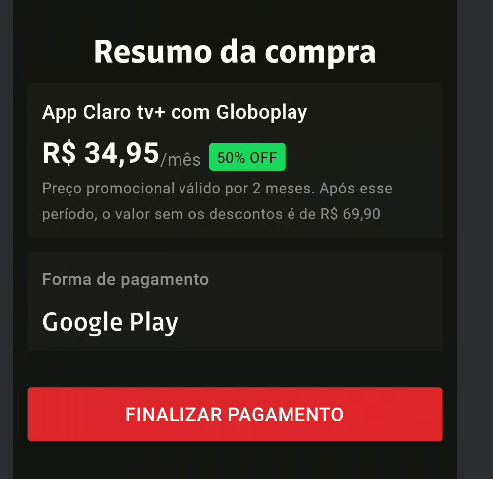 Resumo da compra
App Claro tv+ com Globoplay
R$ 34,95/mês 50% OFF
Preço promocional válido por 2 meses. Após esse
período, o valor sem os descontos é de R$ 69,90
Forma de pagamento
Google Play
FINALIZAR PAGAMENTO